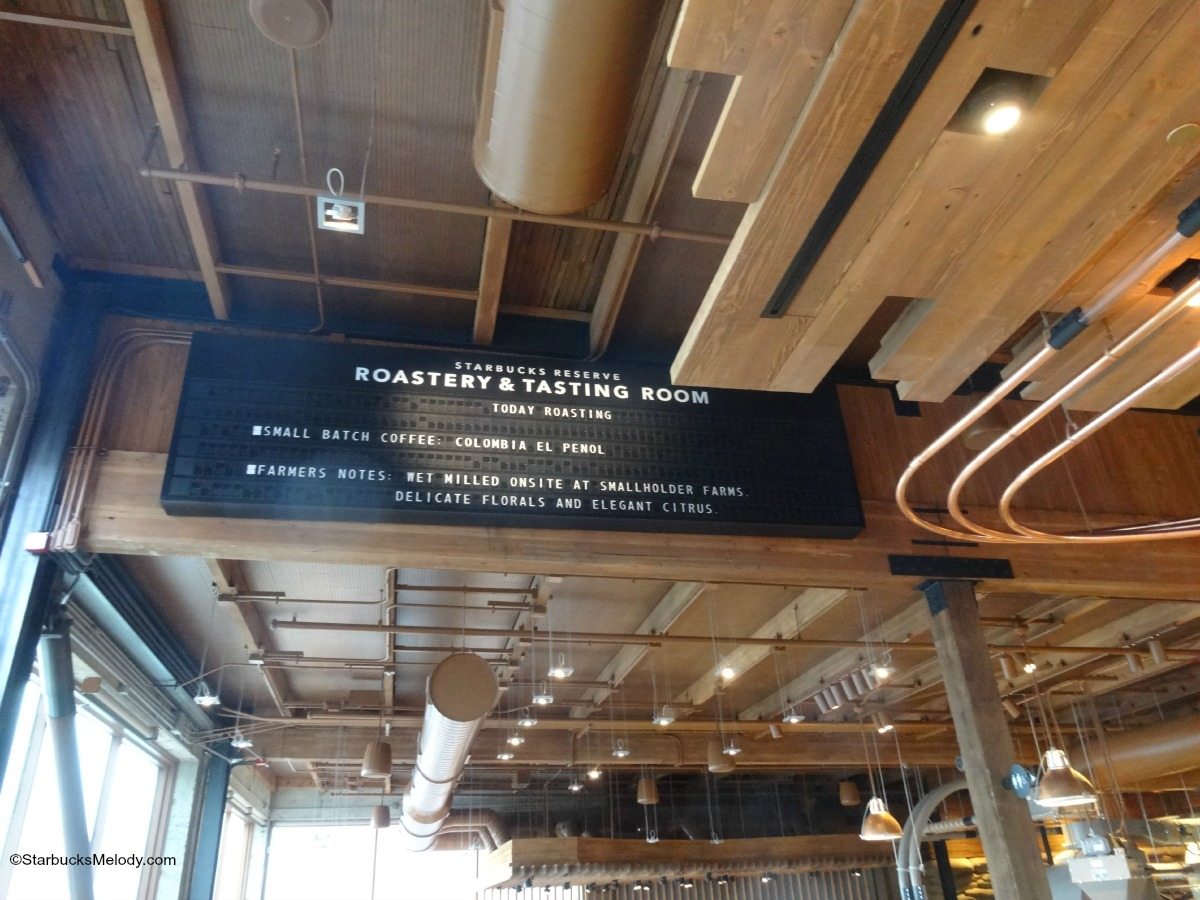 STARBUCKS RESERVE
ROASTERY & TASTING ROOM
TODAY ROASTING
SMALL BATCH COFFEE: COLOMBIA EL PENOL
FARMERS NOTES: WET MILLED ONSITE AT SMALLHOLDER FARMS.
DELICATE FLORALS AND ELEGANT CITRUS.
©StarbucksMelody.com